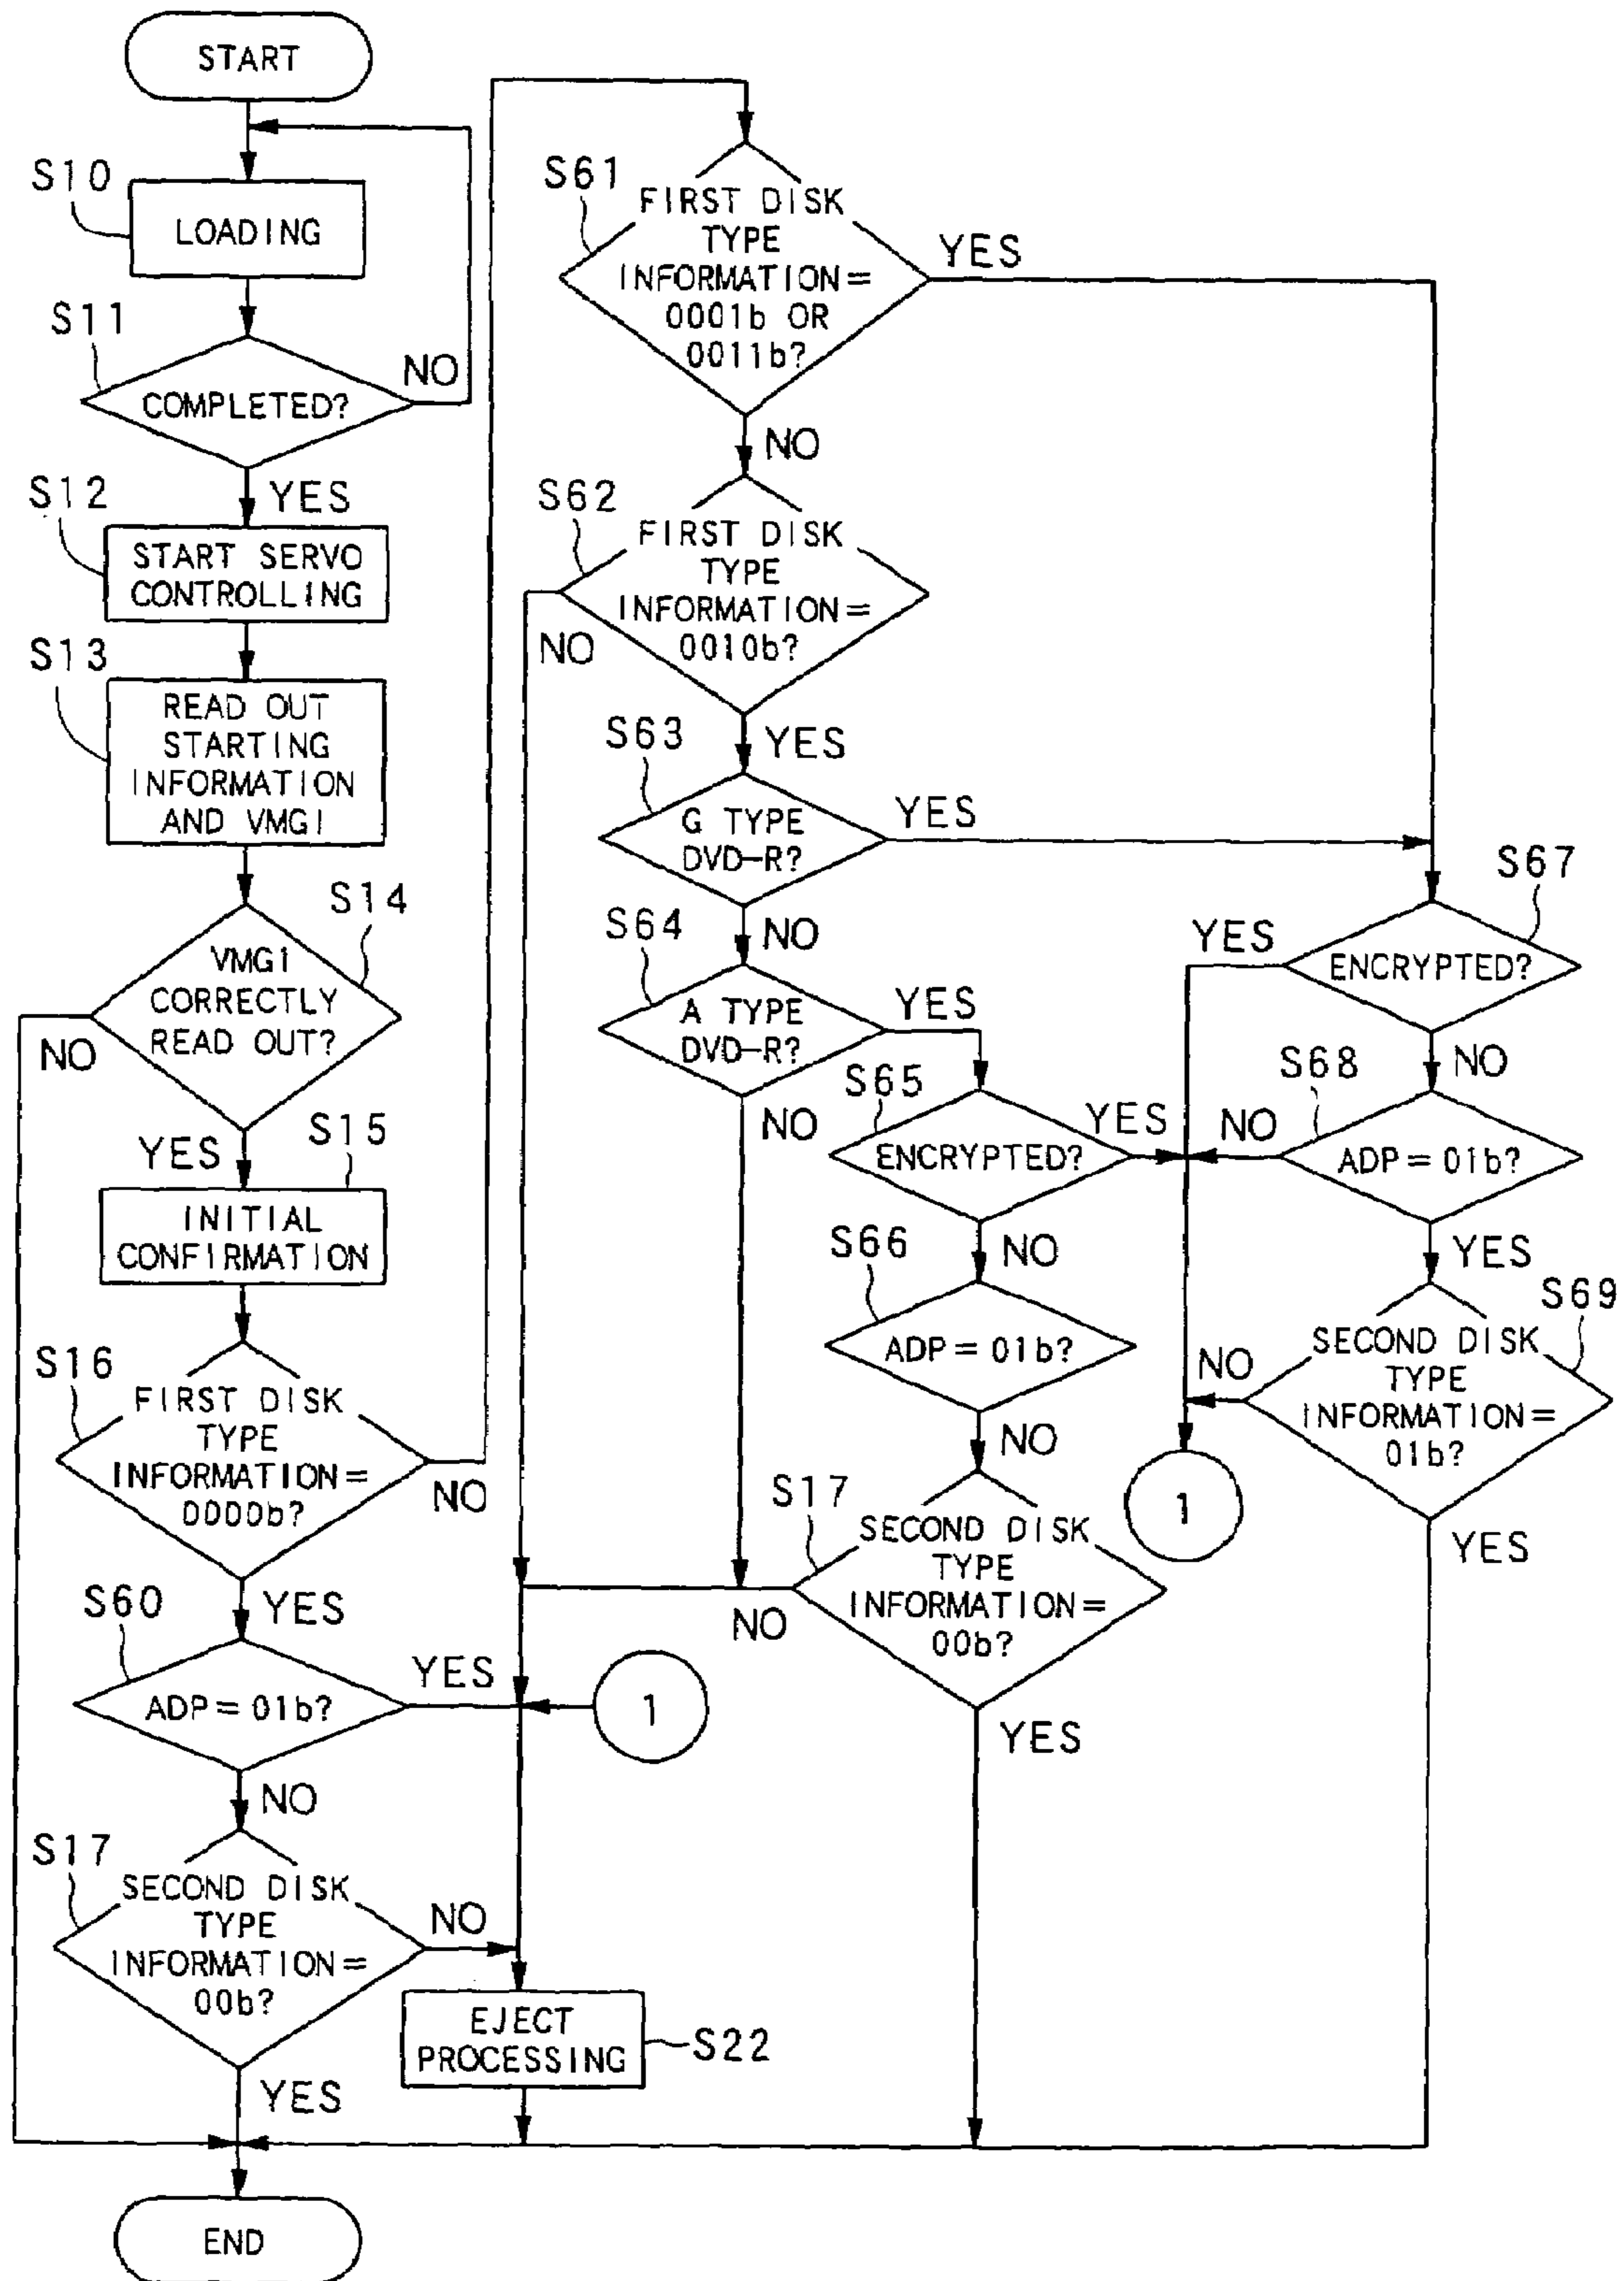 START
S10
LOADING
S11
COMPLETED?
NO
YES
S12
START SERVO
CONTROLLING
S13
READ OUT
STARTING
INFORMATION
AND VMGI
S14
VMGI
CORRECTLY
READ OUT?
NO
YES
S15
INITIAL
CONFIRMATION
S16
FIRST DISK
TYPE
INFORMATION=
0000b?
NO
YES
S60
ADP=01b?
YES
NO
S17
SECOND DISK
TYPE
INFORMATION=
00b?
NO
YES
END
S61
FIRST DISK
TYPE
INFORMATION=
0001b OR
0011b?
YES
NO
S62
FIRST DISK
TYPE
INFORMATION=
0010b?
NO
YES
S63
G TYPE
DVD-R?
YES
NO
S64
A TYPE
DVD-R?
YES
NO
S65
ENCRYPTED?
YES
NO
S66
ADP=01b?
NO
S17
SECOND DISK
TYPE
INFORMATION=
00b?
NO
YES
1
EJECT
PROCESSING
S22
S67
ENCRYPTED?
YES
NO
S68
ADP=01b?
NO
YES
S69
SECOND DISK
TYPE
INFORMATION=
01b?
NO
YES
1